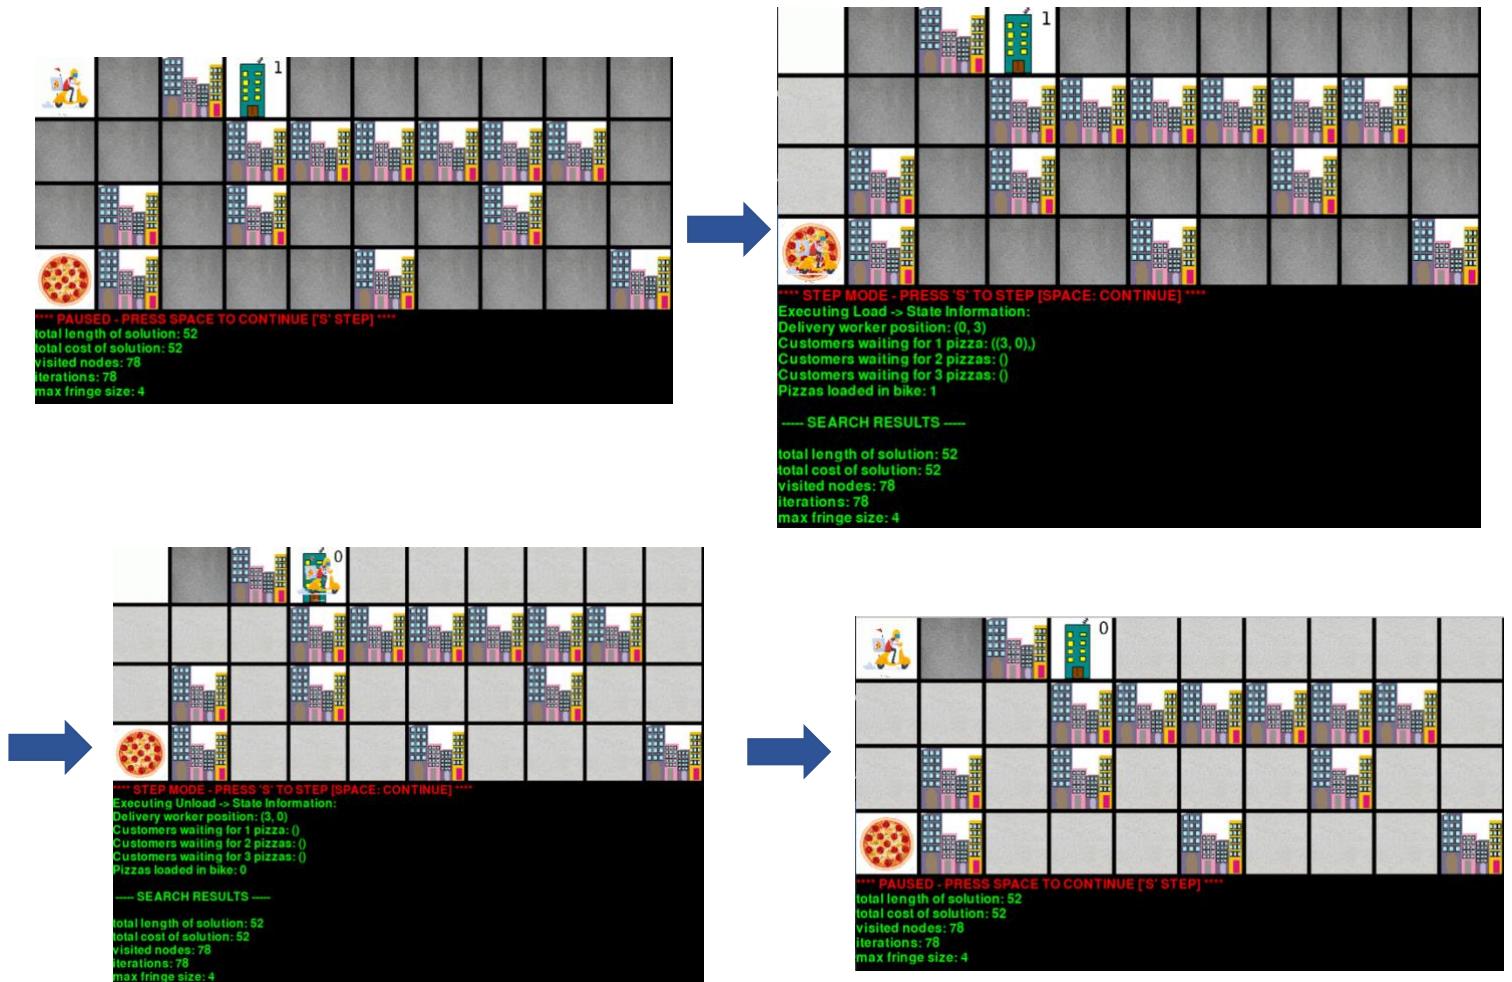 1
**** PAUSED - PRESS SPACE TO CONTINUE ['S' STEP] ****
total length of solution: 52
total cost of solution: 52
visited nodes: 78
iterations: 78
max fringe size: 4
1
**** STEP MODE - PRESS 'S' TO STEP [SPACE: CONTINUE] ****
Executing Load -> State Information:
Delivery worker position: (0, 3)
Customers waiting for 1 pizza: ((3, 0),)
Customers waiting for 2 pizzas: ()
Customers waiting for 3 pizzas: ()
Pizzas loaded in bike: 1
----- SEARCH RESULTS -----
total length of solution: 52
total cost of solution: 52
visited nodes: 78
iterations: 78
max fringe size: 4
0
**** STEP MODE - PRESS 'S' TO STEP [SPACE: CONTINUE] ****
Executing Unload -> State Information:
Delivery worker position: (3, 0)
Customers waiting for 1 pizza: ()
Customers waiting for 2 pizzas: ()
Customers waiting for 3 pizzas: ()
Pizzas loaded in bike: 0
----- SEARCH RESULTS -----
total length of solution: 52
total cost of solution: 52
visited nodes: 78
iterations: 78
max fringe size: 4
0
**** PAUSED - PRESS SPACE TO CONTINUE ['S' STEP] ****
total length of solution: 52
total cost of solution: 52
visited nodes: 78
iterations: 78
max fringe size: 4